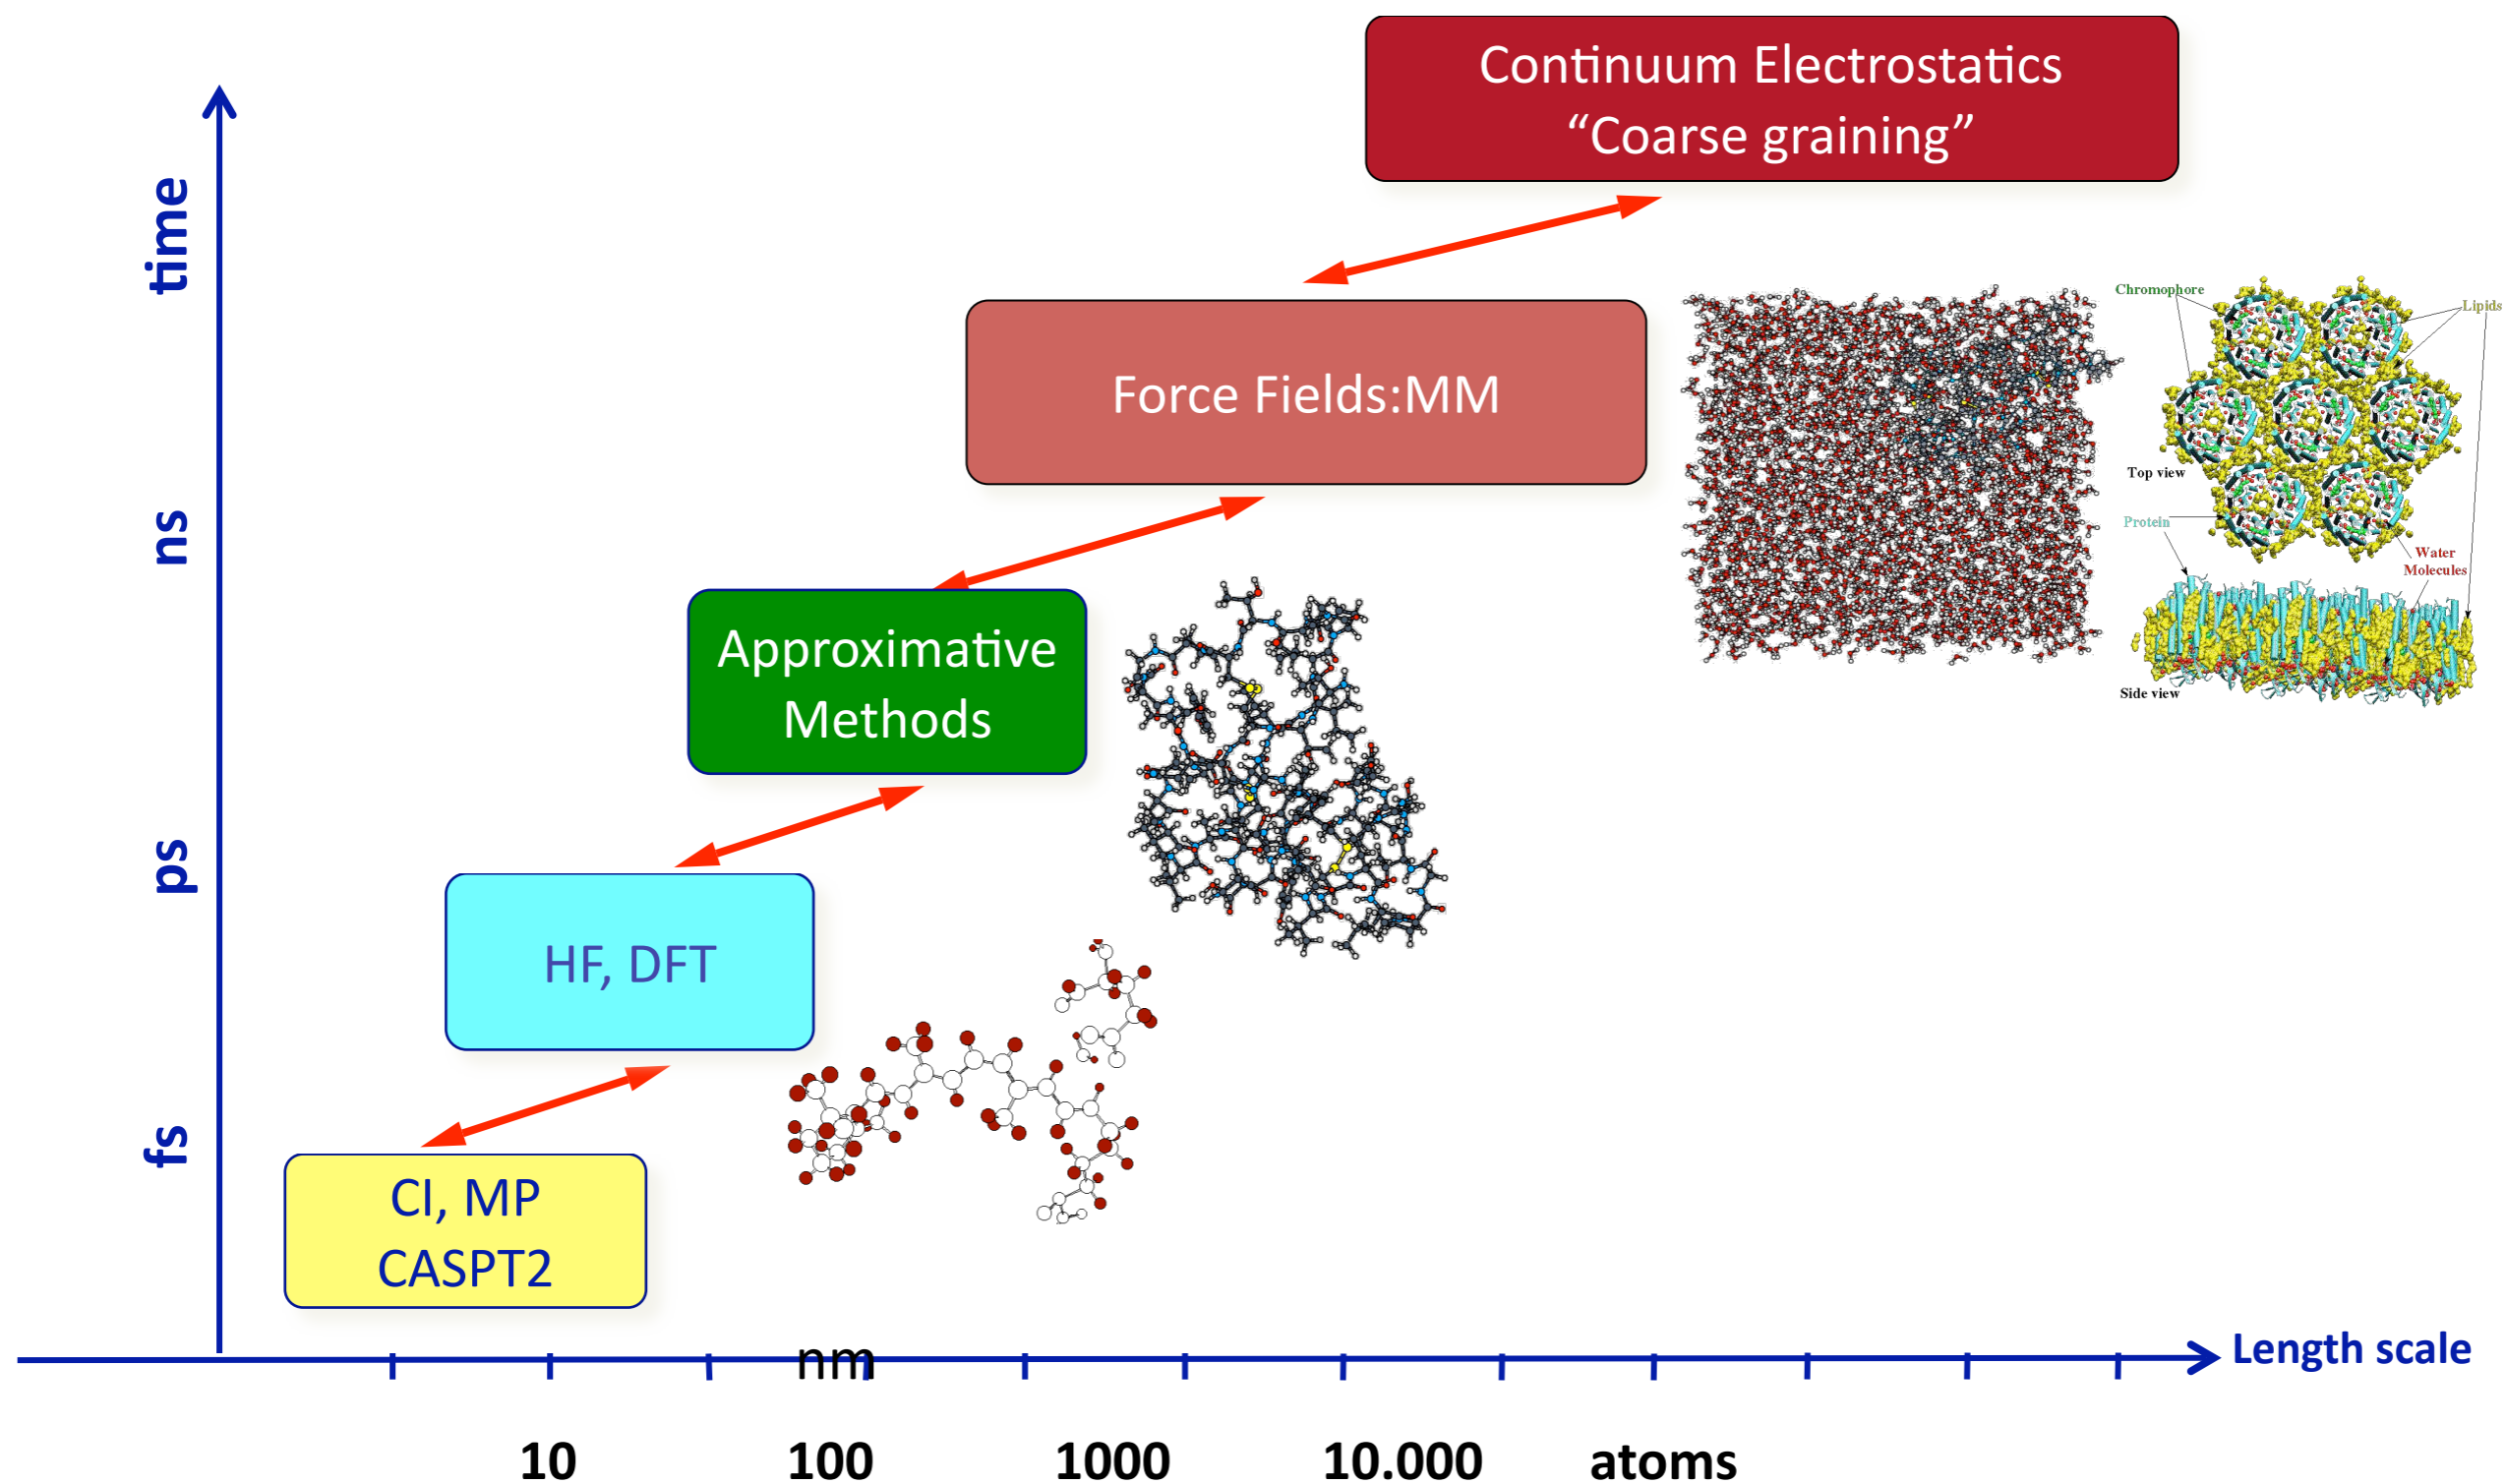 Continuum Electrostatics
“Coarse graining”
time
Force Fields:MM
Chromophore
Lipids
Top view
ns
Protein
Water
Molecules
Side view
Approximative
Methods
ps
HF, DFT
fs
CI, MP
CASPT2
nm
Length scale
10 100 1000 10.000 atoms